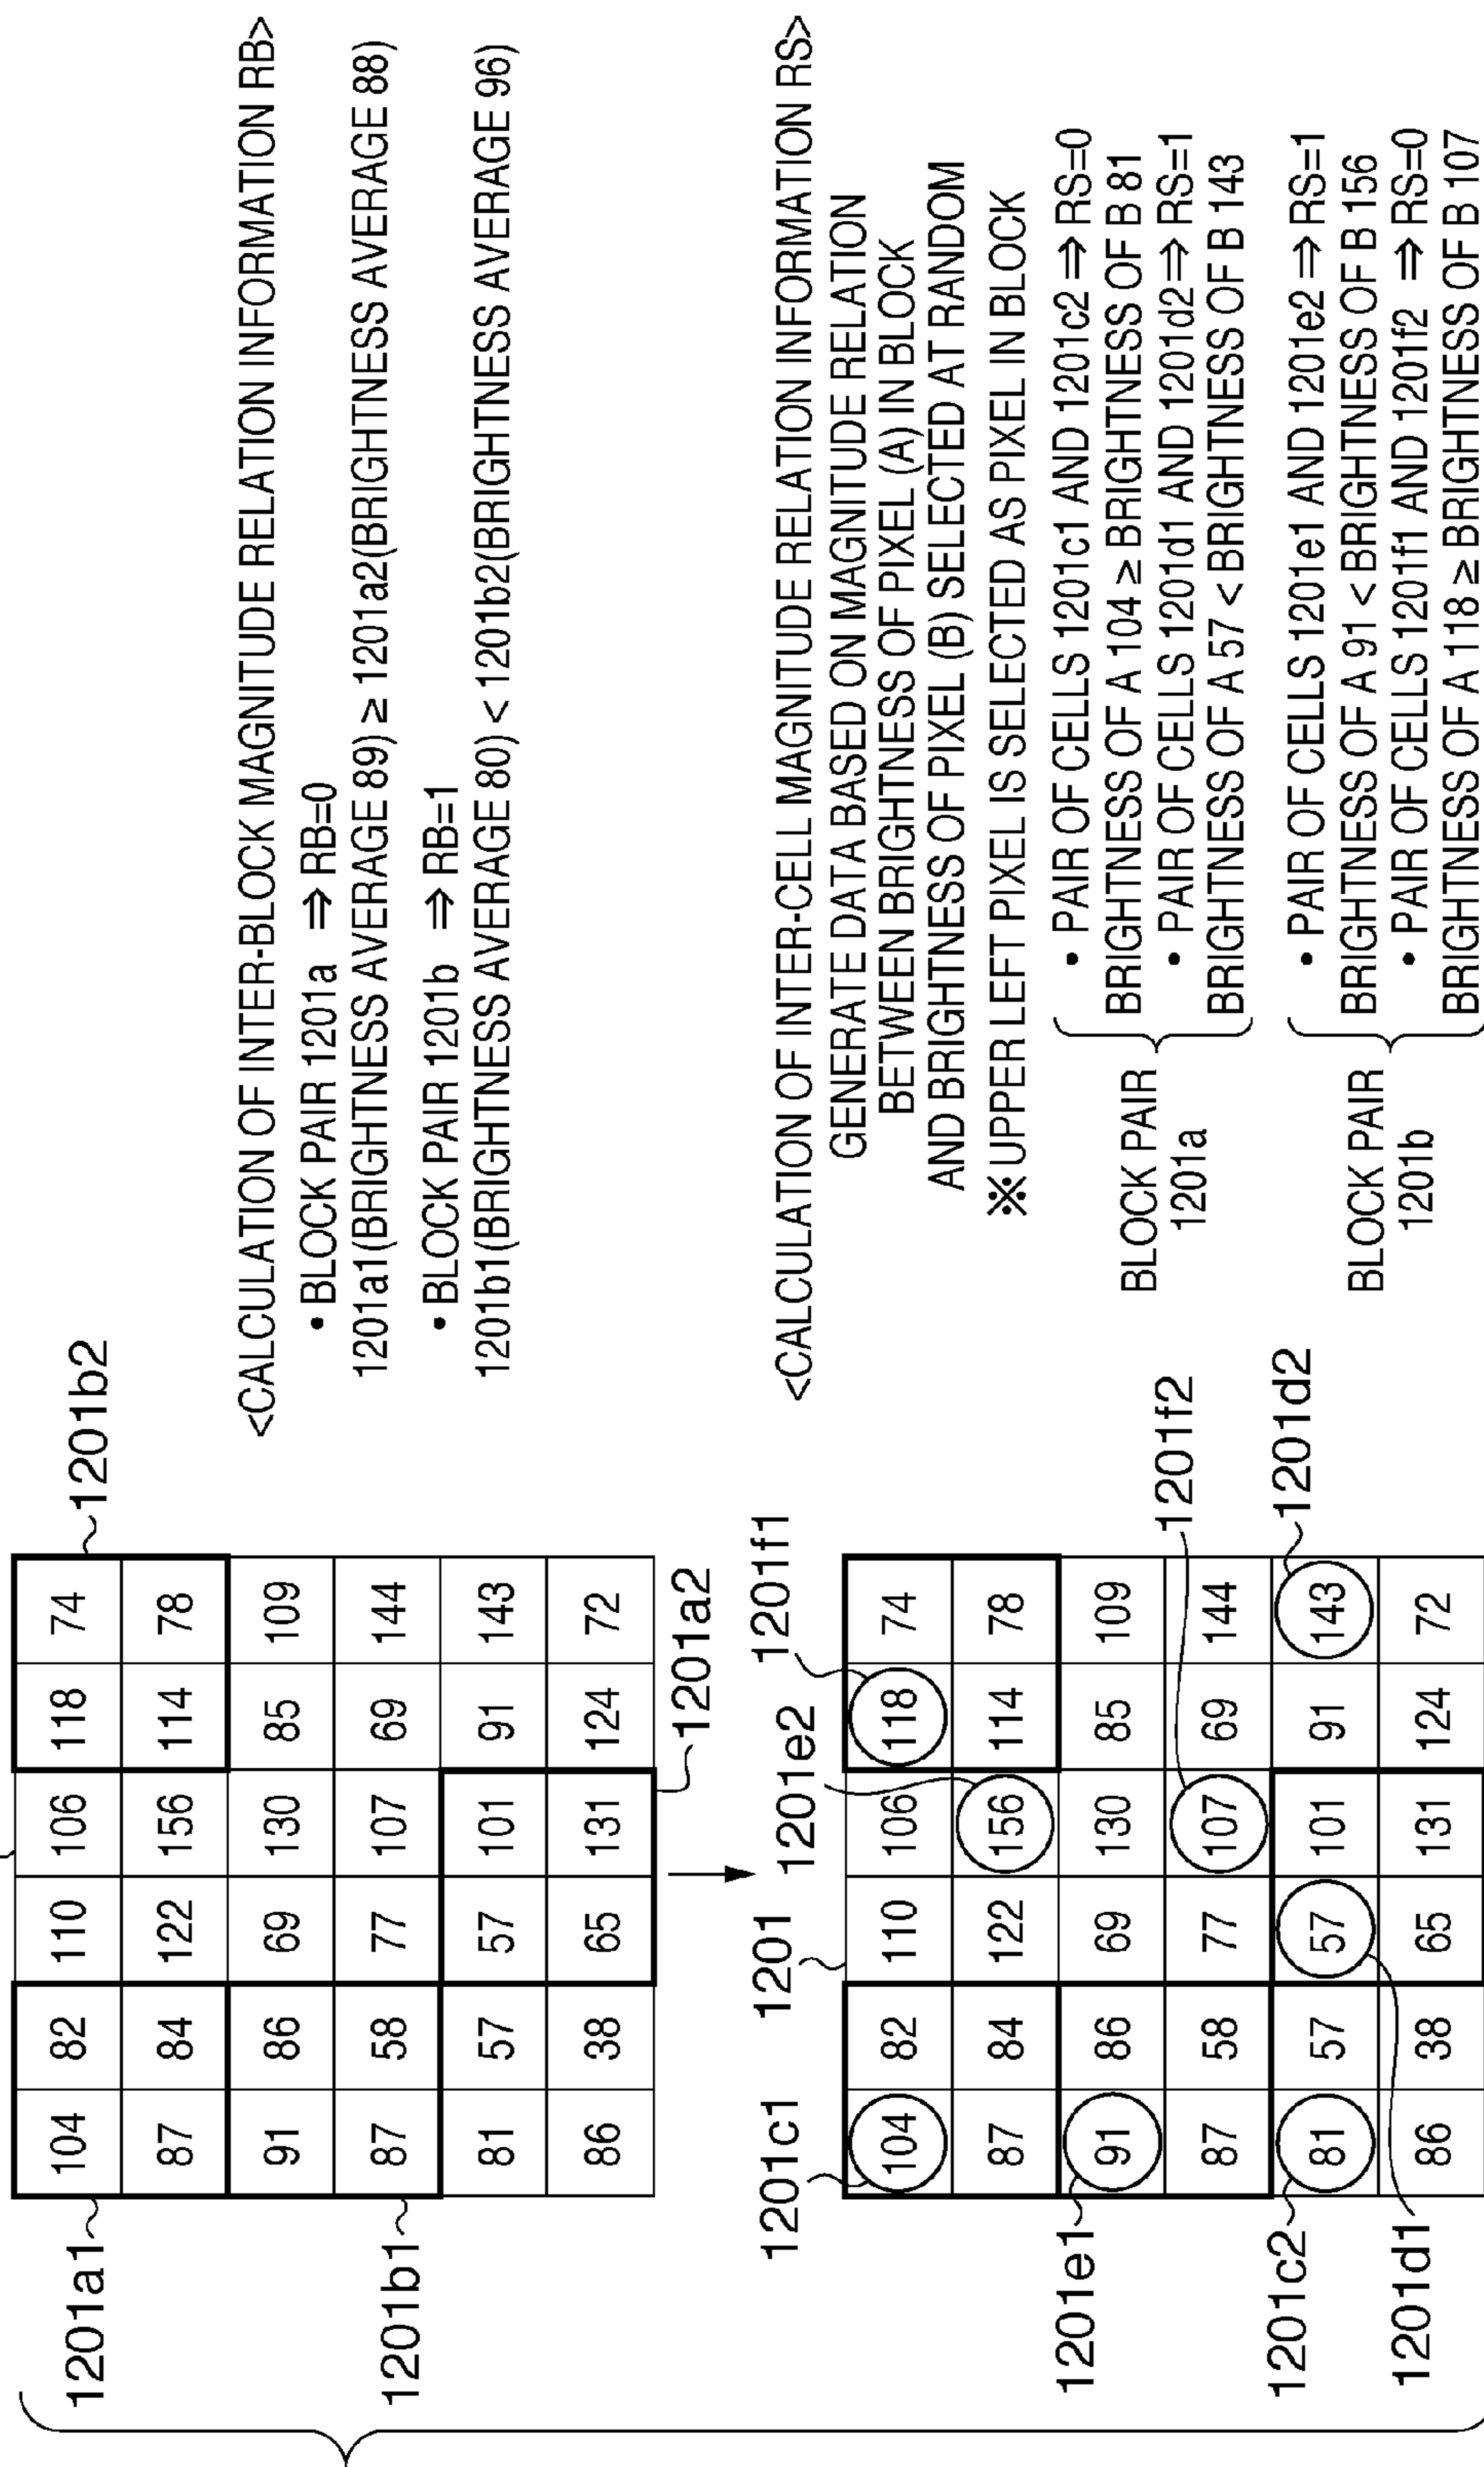 1201a1
1201b1
104 82 110 106 118 74
87 84 122 156 114 78
91 86 69 130 85 109
87 58 77 107 69 144
81 57 57 101 91 143
86 38 65 131 124 72
1201b2
1201a2
<CALCULATION OF INTER-BLOCK MAGNITUDE RELATION INFORMATION RB>
• BLOCK PAIR 1201a ⇒ RB=0
1201a1(BRIGHTNESS AVERAGE 89) ≥ 1201a2(BRIGHTNESS AVERAGE 88)
• BLOCK PAIR 1201b ⇒ RB=1
1201b1(BRIGHTNESS AVERAGE 80) < 1201b2(BRIGHTNESS AVERAGE 96)
1201c1
1201
1201e2
1201f1
1201e1
1201c2
1201d1
104 82 110 106 118 74
87 84 122 156 114 78
91 86 69 130 85 109
87 58 77 107 69 144
81 57 57 101 91 143
86 38 65 131 124 72
1201f2
1201d2
<CALCULATION OF INTER-CELL MAGNITUDE RELATION INFORMATION RS>
GENERATE DATA BASED ON MAGNITUDE RELATION
BETWEEN BRIGHTNESS OF PIXEL (A) IN BLOCK
AND BRIGHTNESS OF PIXEL (B) SELECTED AT RANDOM
※UPPER LEFT PIXEL IS SELECTED AS PIXEL IN BLOCK
BLOCK PAIR
1201a
• PAIR OF CELLS 1201c1 AND 1201c2 ⇒ RS=0
BRIGHTNESS OF A 104 ≥ BRIGHTNESS OF B 81
• PAIR OF CELLS 1201d1 AND 1201d2 ⇒ RS=1
BRIGHTNESS OF A 57 < BRIGHTNESS OF B 143
BLOCK PAIR
1201b
• PAIR OF CELLS 1201e1 AND 1201e2 ⇒ RS=1
BRIGHTNESS OF A 91 < BRIGHTNESS OF B 156
• PAIR OF CELLS 1201f1 AND 1201f2 ⇒ RS=0
BRIGHTNESS OF A 118 ≥ BRIGHTNESS OF B 107